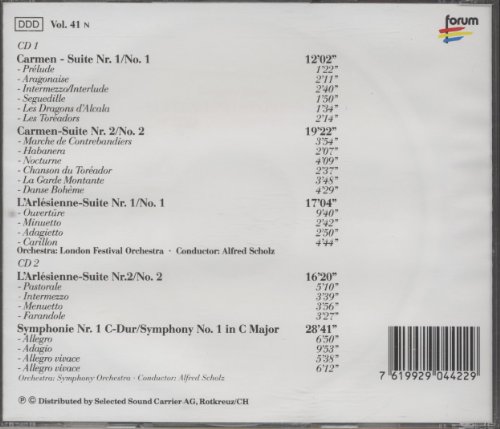 DDD Vol. 41 N
forum
CD 1
Carmen - Suite Nr. 1/No. 1 12'02"
- Prélude 1'22"
- Aragonaise 2'11"
- Intermezzo/Interlude 2'40"
- Seguedille 1'50"
- Les Dragons d'Alcala 1'34"
- Les Toréadors 2'14"
Carmen-Suite Nr. 2/No. 2 19'22"
- Marche de Contrebandiers 3'54"
- Habanera 2'07"
- Nocturne 4'09"
- Chanson du Toréador 2'37"
- La Garde Montante 3'48"
- Danse Bohème 4'29"
L'Arlésienne-Suite Nr. 1/No. 1 17'04"
- Ouvertüre 9'40"
- Minuetto 2'42"
- Adagietto 2'50"
- Carillon 4'44"
Orchestra: London Festival Orchestra · Conductor: Alfred Scholz
CD 2
L'Arlésienne-Suite Nr.2/No. 2 16'20"
- Pastorale 5'10"
- Intermezzo 3'39"
- Menuetto 3'56"
- Farandole 3'27"
Symphonie Nr. 1 C-Dur/Symphony No. 1 in C Major 28'41"
- Allegro 6'50"
- Adagio 9'53"
- Allegro vivace 5'38"
- Allegro vivace 6'12"
Orchestra: Symphony Orchestra - Conductor: Alfred Scholz
7 619929 044229
℗ © Distributed by Selected Sound Carrier AG, Rotkreuz/CH